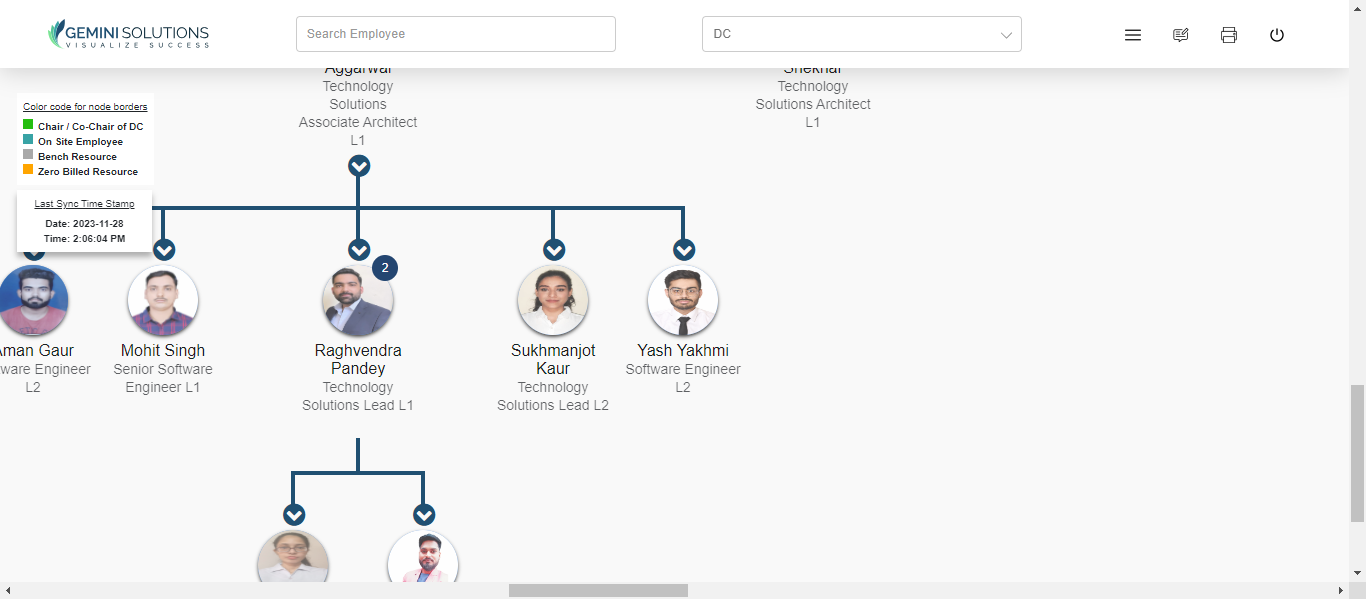 GEMINI SOLUTIONS
VISUALIZE SUCCESS
Search Employee
DC
Aggarwal
Technology
Solutions
Associate Architect
L1
Shekhar
Technology
Solutions Architect
L1
Color code for node borders
Chair / Co-Chair of DC
On Site Employee
Bench Resource
Zero Billed Resource
Last Sync Time Stamp
Date: 2023-11-28
Time: 2:06:04 PM
2
Aman Gaur
ware Engineer
L2
Mohit Singh
Senior Software
Engineer L1
Raghvendra
Pandey
Technology
Solutions Lead L1
Sukhmanjot
Kaur
Technology
Solutions Lead L2
Yash Yakhmi
Software Engineer
L2